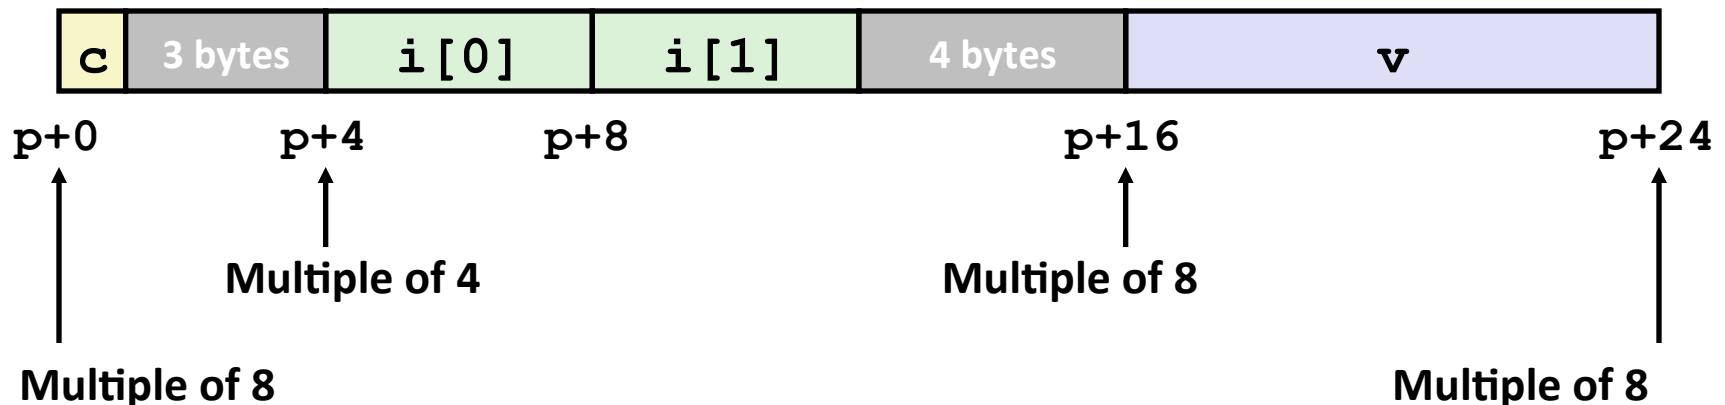 c 3 bytes i[0] i[1] 4 bytes v
p+0 p+4 p+8 p+16 p+24
Multiple of 4 Multiple of 8
Multiple of 8 Multiple of 8